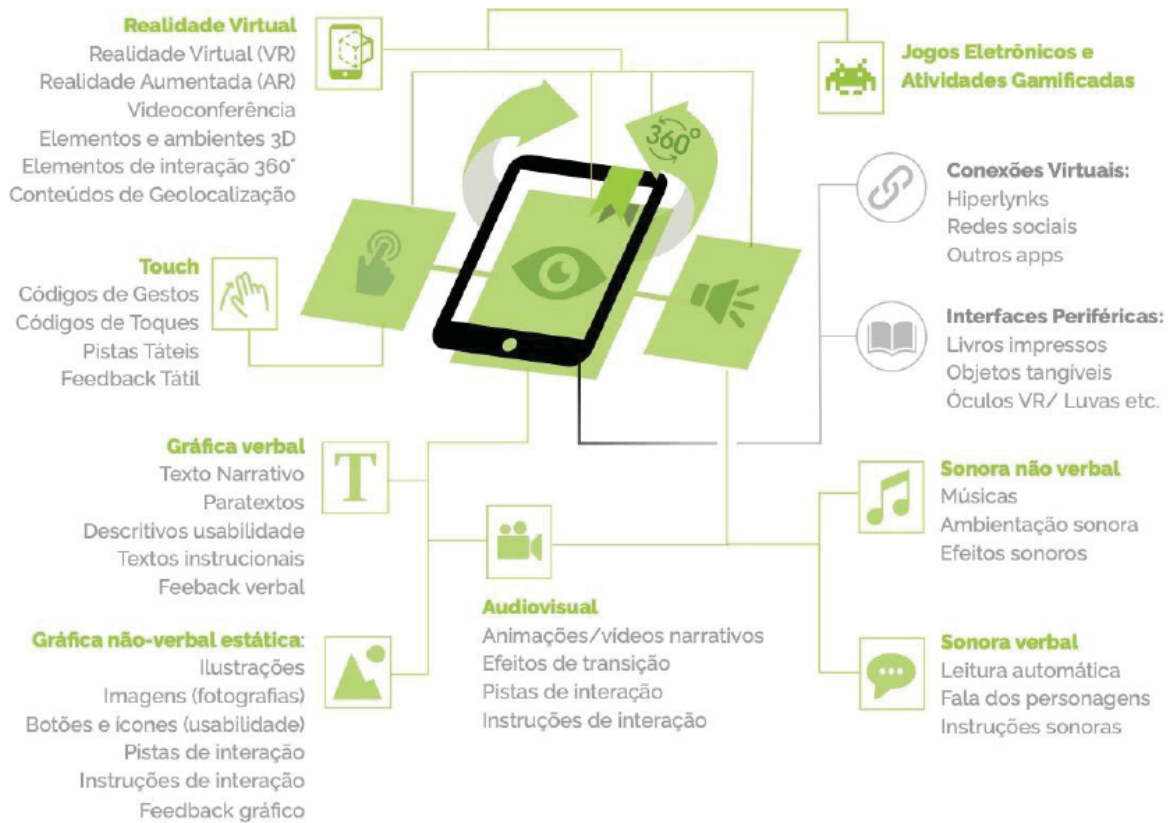 Realidade Virtual
Realidade Virtual (VR)
Realidade Aumentada (AR)
Videoconferência
Elementos e ambientes 3D
Elementos de interação 360°
Conteúdos de Geolocalização
Jogos Eletrônicos e
Atividades Gamificadas
360°
Conexões Virtuais:
Hiperlynks
Redes sociais
Outros apps
Touch
Códigos de Gestos
Códigos de Toques
Pistas Táteis
Feedback Tátil
Interfaces Periféricas:
Livros impressos
Objetos tangíveis
Óculos VR/ Luvas etc.
Gráfica verbal
Texto Narrativo
Paratextos
Descritivos usabilidade
Textos instrucionais
Feeback verbal
T
Sonora não verbal
Músicas
Ambientação sonora
Efeitos sonoros
Audiovisual
Animações/vídeos narrativos
Efeitos de transição
Pistas de interação
Instruções de interação
Gráfica não-verbal estática:
Ilustrações
Imagens (fotografias)
Botões e ícones (usabilidade)
Pistas de interação
Instruções de interação
Feedback gráfico
Sonora verbal
Leitura automática
Fala dos personagens
Instruções sonoras